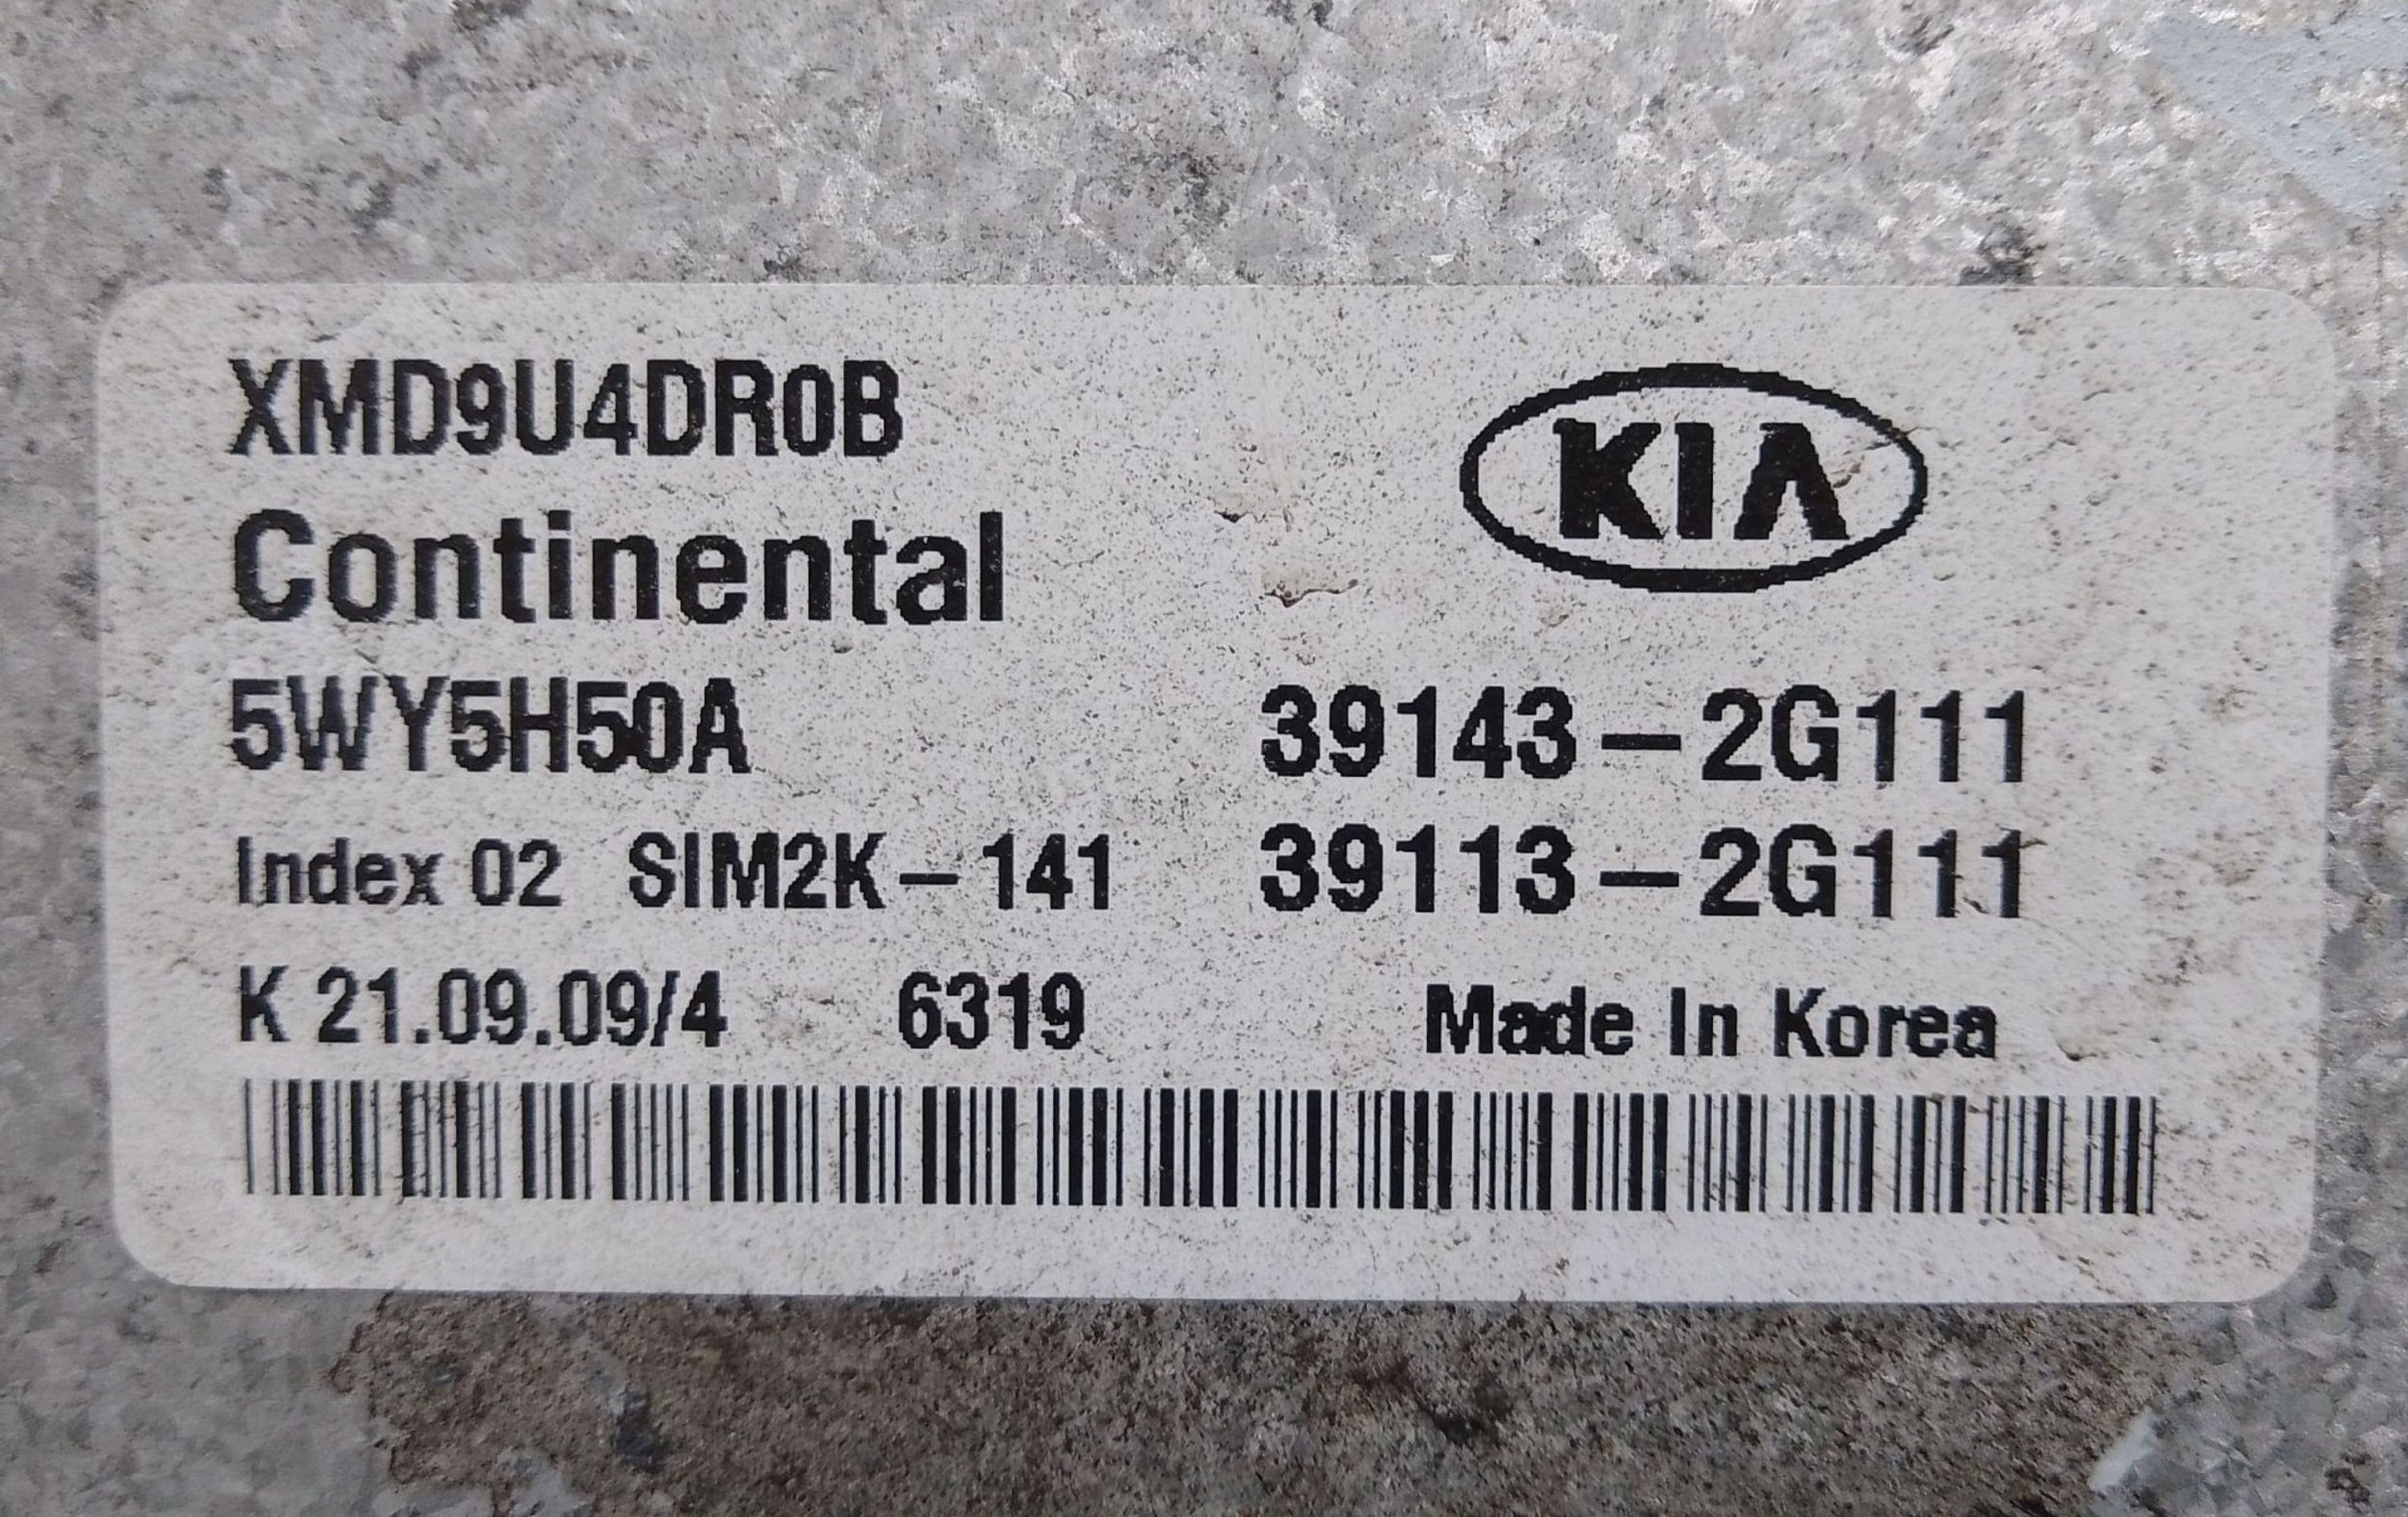 XMD9U4DR0B
KIA
Continental
5WY5H50A 39143-2G111
Index 02 SIM2K-141 39113-2G111
K 21.09.09/4 6319 Made In Korea